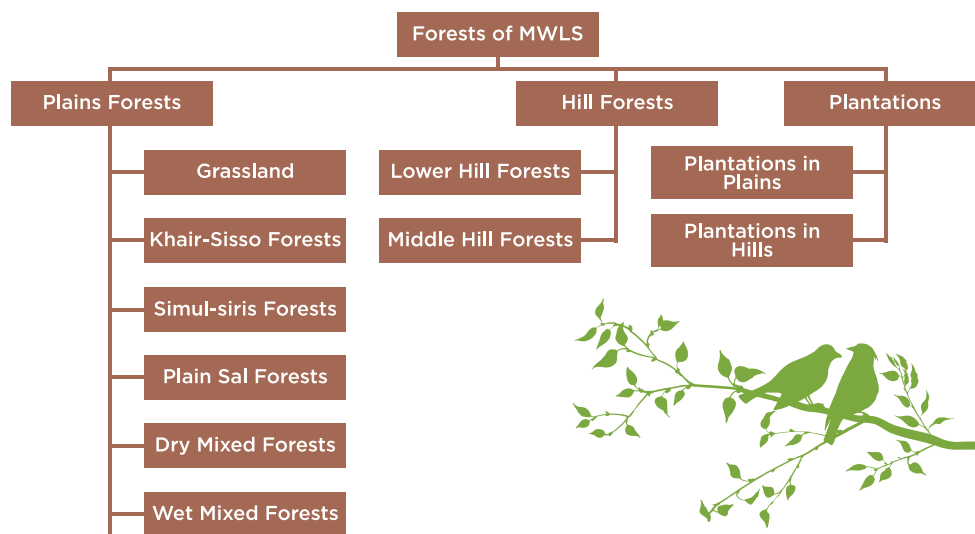 Forests of MWLS
Plains Forests
Hill Forests
Plantations
Grassland
Khair-Sisso Forests
Simul-siris Forests
Plain Sal Forests
Dry Mixed Forests
Wet Mixed Forests
Lower Hill Forests
Middle Hill Forests
Plantations in
Plains
Plantations in
Hills